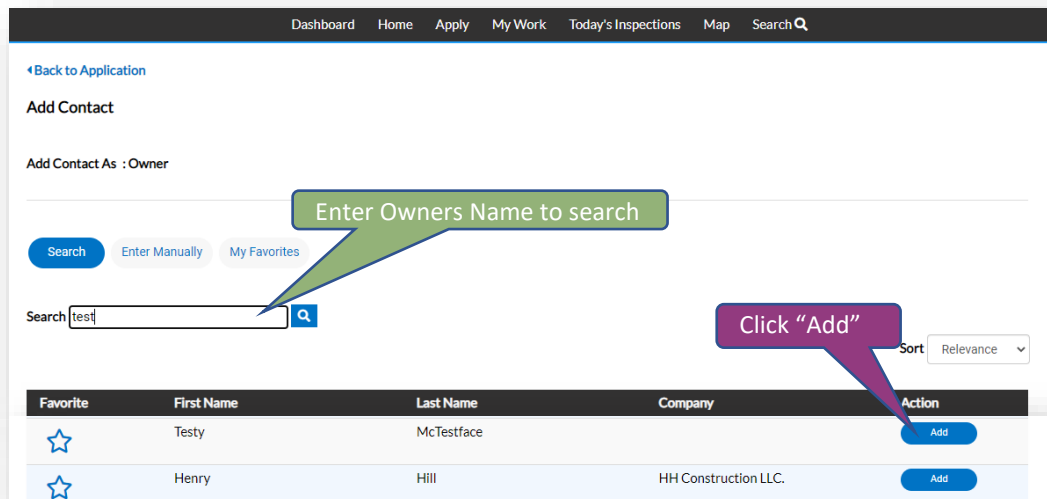 Dashboard Home Apply My Work Today's Inspections Map Search
Back to Application
Add Contact
Add Contact As : Owner
Enter Owners Name to search
Search Enter Manually My Favorites
Search test
Click “Add”
Sort Relevance
Favorite First Name Last Name Company Action
Testy McTestface Add
Henry Hill HH Construction LLC. Add